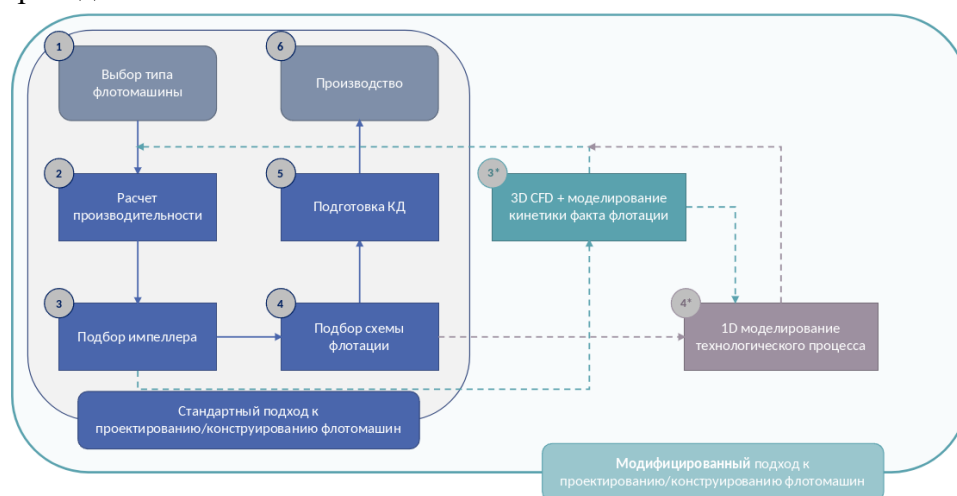 1
Выбор типа
флотомашины
6
Производство
2
Расчет
производительности
5
Подготовка КД
3*
3D CFD + моделирование
кинетики факта флотации
3
Подбор импеллера
4
Подбор схемы
флотации
4*
1D моделирование
технологического процесса
Стандартный подход к
проектированию/конструированию флотомашин
Модифицированный подход к
проектированию/конструированию флотомашин